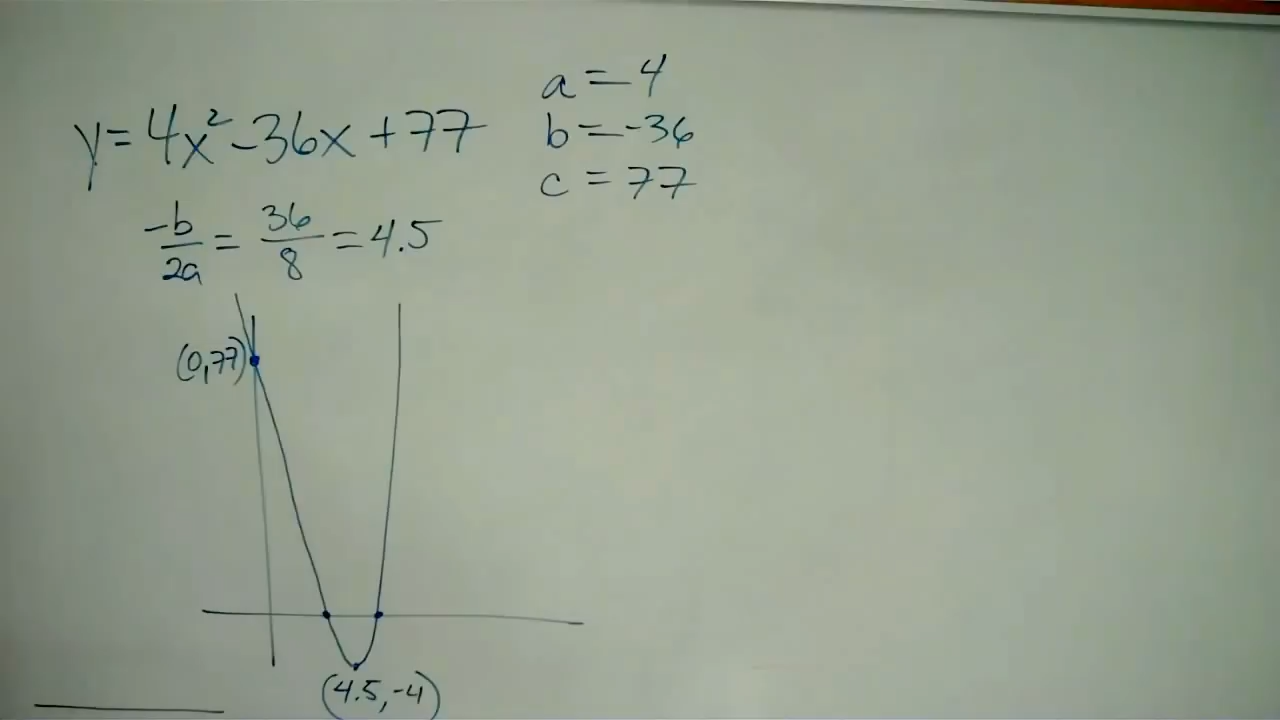 y = 4x² - 36x + 77
a = 4
b = -36
c = 77
-b/2a = 36/8 = 4.5
(0,77)
(4.5, -4)